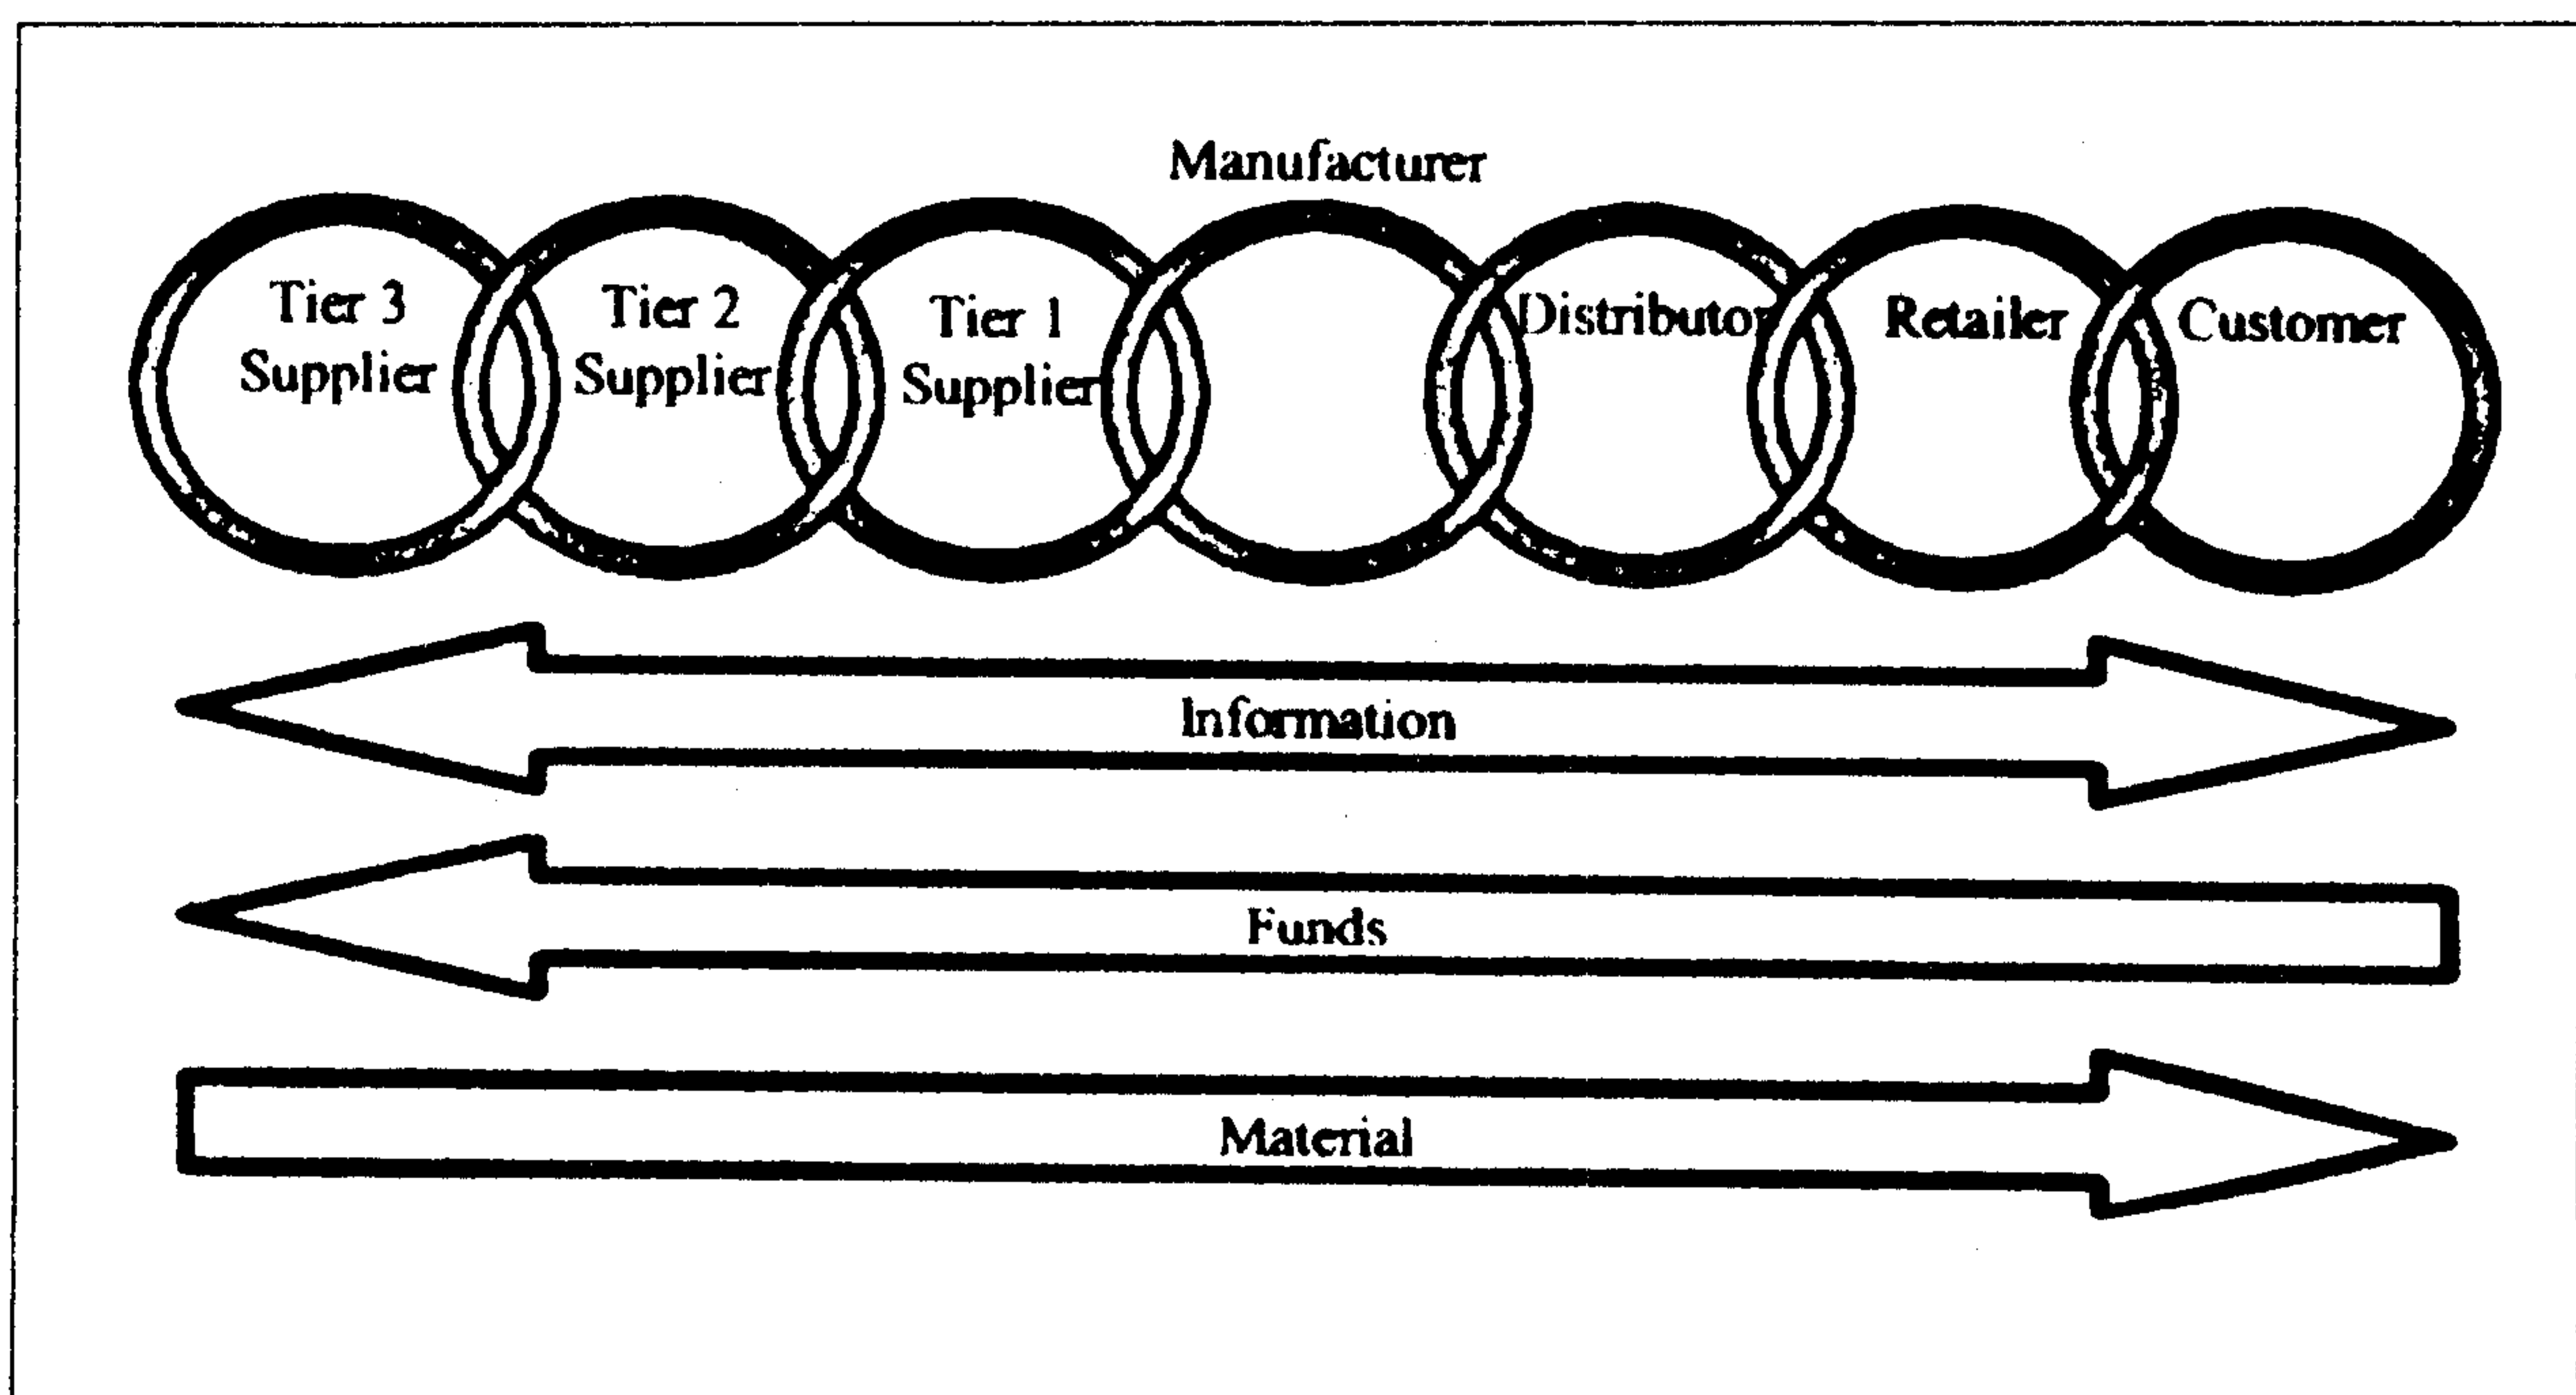 Manufacturer
Tier 3
Supplier
Tier 2
Supplier
Tier 1
Supplier
Distributor
Retailer
Customer
Information
Funds
Material